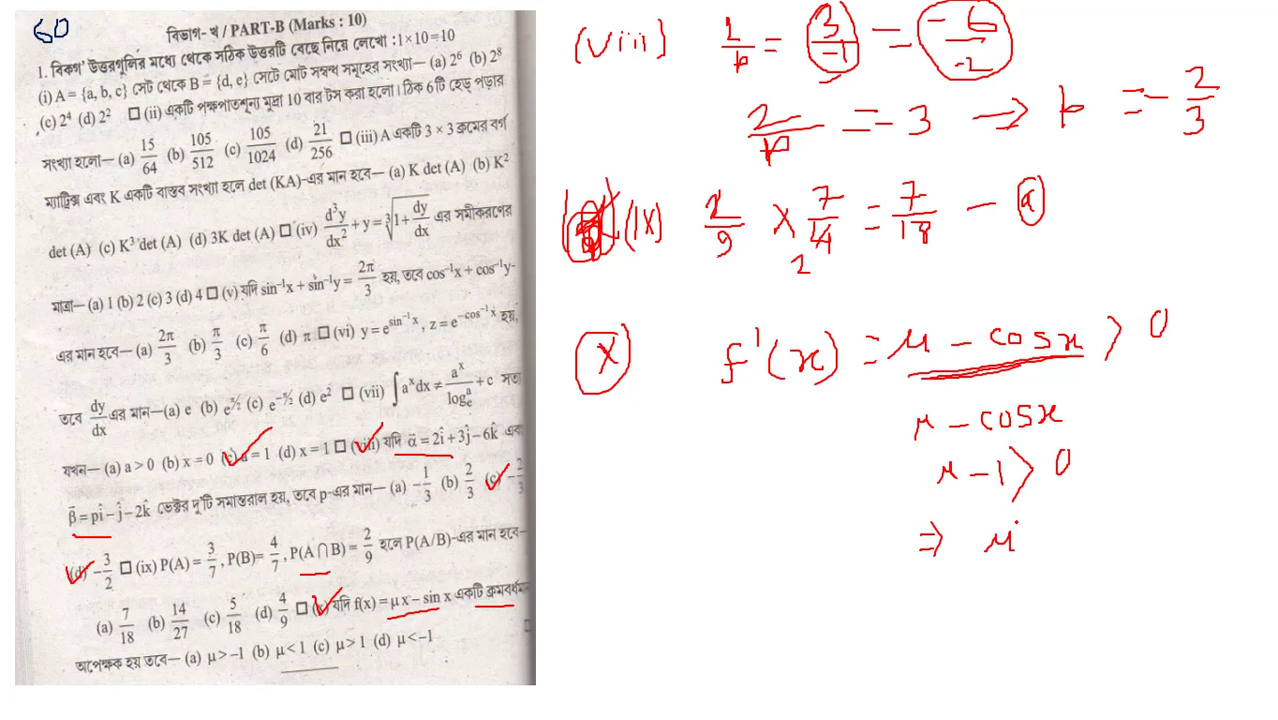 60
বিভাগ- খ / PART-B (Marks : 10)
1. বিকল্প উত্তরগুলির মধ্যে থেকে সঠিক উত্তরটি বেছে নিয়ে লেখো : 1×10=10
(i) A = {a, b, c} সেট থেকে B = {d, e} সেটে মোট সম্বন্ধ সমূহের সংখ্যা— (a) 2⁶ (b) 2⁸
(c) 2⁴ (d) 2² □ (ii) একটি পক্ষপাতশূন্য মুদ্রা 10 বার টস করা হলো। ঠিক 6টি হেড্ পড়ার
সংখ্যা হলো— (a) 15/64 (b) 105/512 (c) 105/1024 (d) 21/256 □ (iii) A একটি 3 × 3 ক্রমের বর্গ
ম্যাট্রিক্স এবং K একটি বাস্তব সংখ্যা হলে det (KA)-এর মান হবে— (a) K det (A) (b) K²
det (A) (c) K³ det (A) (d) 3K det (A) □ (iv) d³y/dx² + y = ∛(1 + dy/dx) এর সমীকরণের
মাত্রা— (a) 1 (b) 2 (c) 3 (d) 4 □ (v) যদি sin⁻¹x + sin⁻¹y = 2π/3 হয়, তবে cos⁻¹x + cos⁻¹y-
এর মান হবে— (a) 2π/3 (b) π/3 (c) π/6 (d) π □ (vi) y = e^(sin⁻¹x), z = e^(−cos⁻¹x) হয়,
তবে dy/dx এর মান— (a) e (b) e^(π/2) (c) e^(−π/2) (d) e² □ (vii) ∫aˣdx ≠ aˣ/logₑa + c সত্য
যখন— (a) a > 0 (b) x = 0 (c) a = 1 (d) x = 1 □ (viii) যদি α⃗ = 2î + 3ĵ − 6k̂ এবং
β⃗ = pî − ĵ − 2k̂ ভেক্টর দু'টি সমান্তরাল হয়, তবে p-এর মান— (a) −1/3 (b) 2/3 (c) −2/3
(d) −3/2 □ (ix) P(A) = 3/7, P(B) = 4/7, P(A∩B) = 2/9 হলে P(A/B)-এর মান হবে—
(a) 7/18 (b) 14/27 (c) 5/18 (d) 4/9 □ (x) যদি f(x) = μx − sin x একটি ক্রমবর্ধমান
অপেক্ষক হয় তবে— (a) μ > −1 (b) μ < 1 (c) μ > 1 (d) μ < −1
(viii) 2/p = 3/−1 = −6/−2
2/p = −3 → p = −2/3
(ix) 2/9 × 7/4 2 = 7/18 − a
x f'(x) = μ − cosx > 0
μ − cosx
μ − 1 > 0
⇒ μ